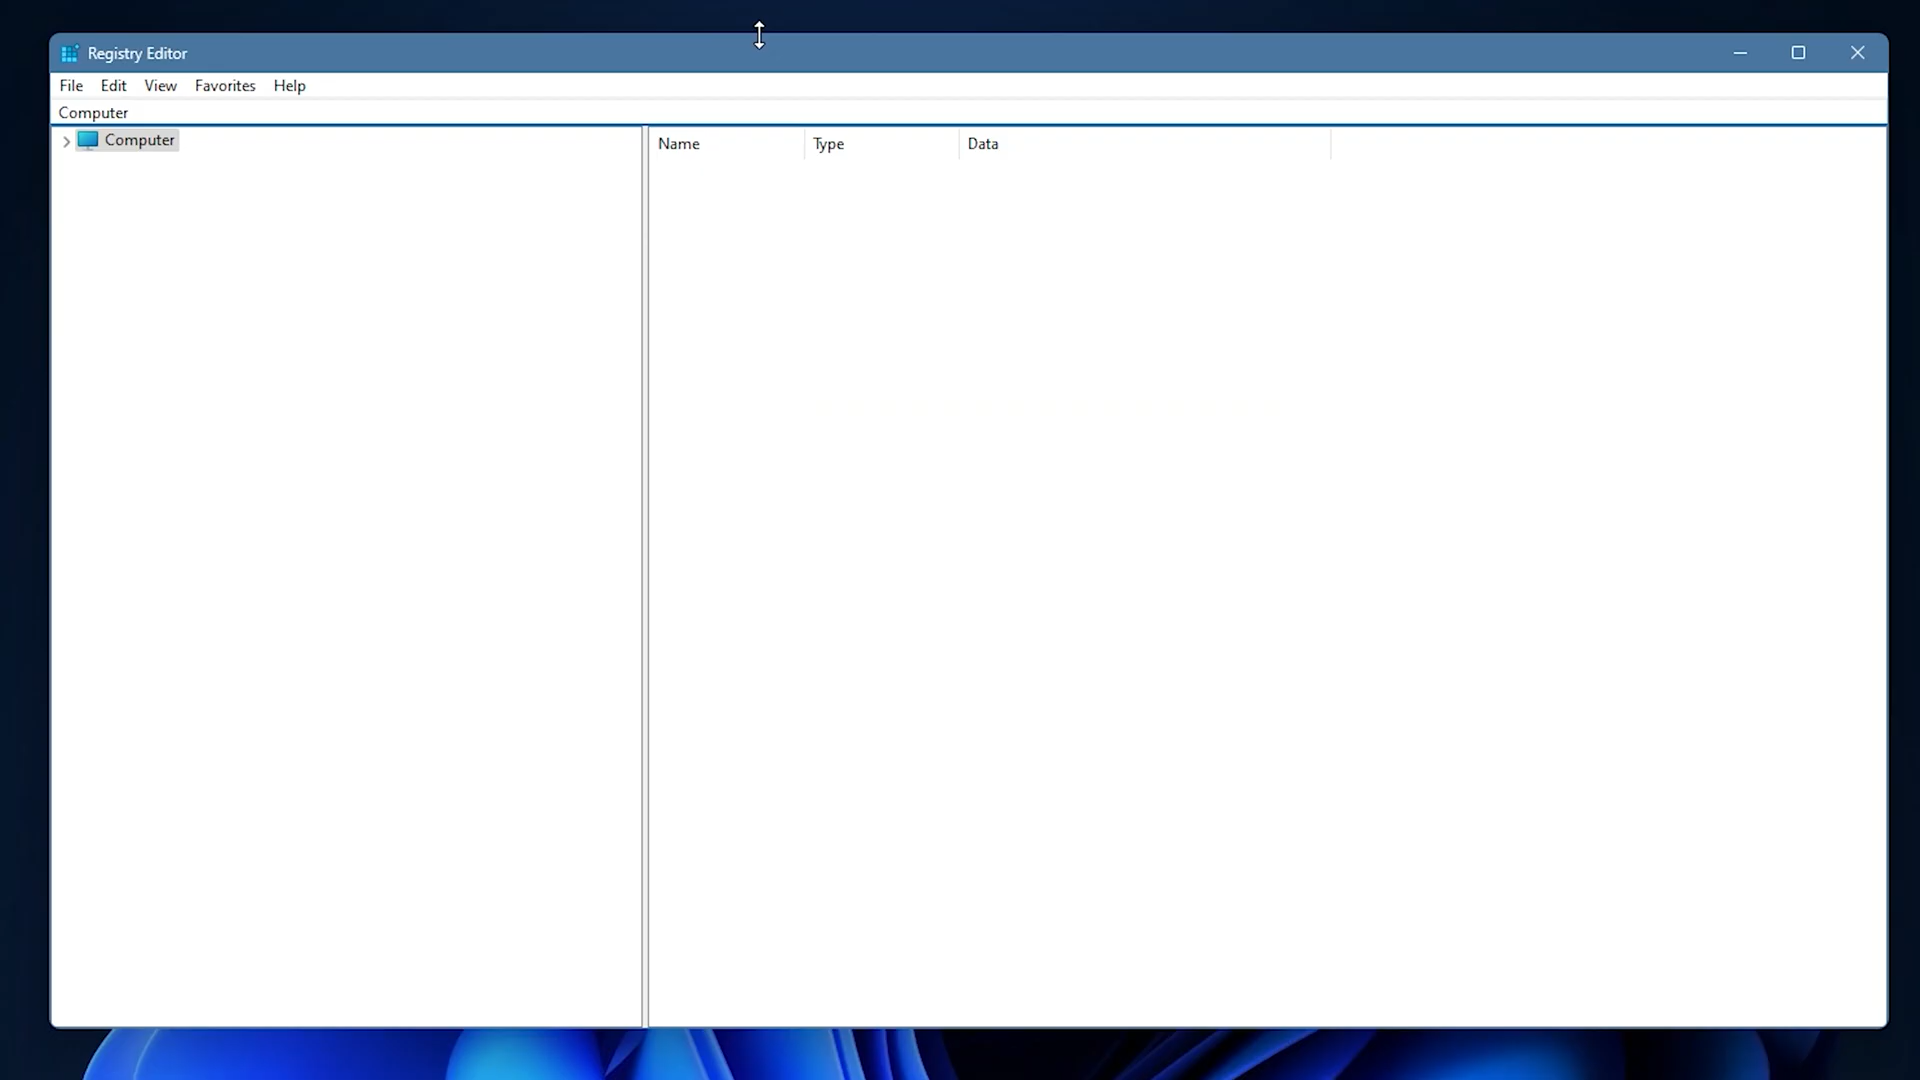 Registry Editor
File Edit View Favorites Help
Computer
Computer
Name Type Data